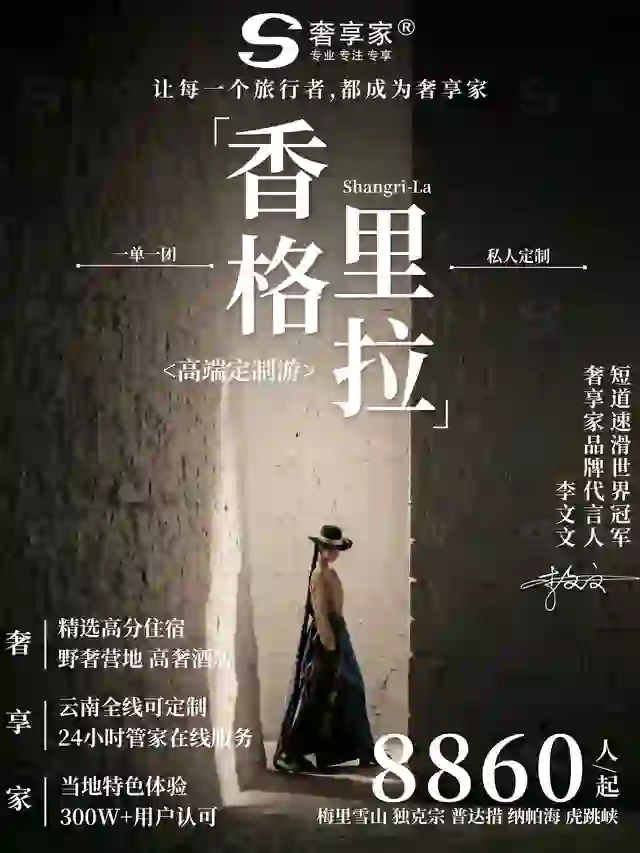 S 奢享家®
专业 专注 专享
让每一个旅行者,都成为奢享家
「香格
Shangri-La
里拉」
一单一团
私人定制
<高端定制游>
短道速滑世界冠军
奢享家品牌代言人
李文文
李文文
奢享家
精选高分住宿
野奢营地 高奢酒店
云南全线可定制
24小时管家在线服务
当地特色体验
300W+用户认可
8860人/起
梅里雪山 独克宗 普达措 纳帕海 虎跳峡